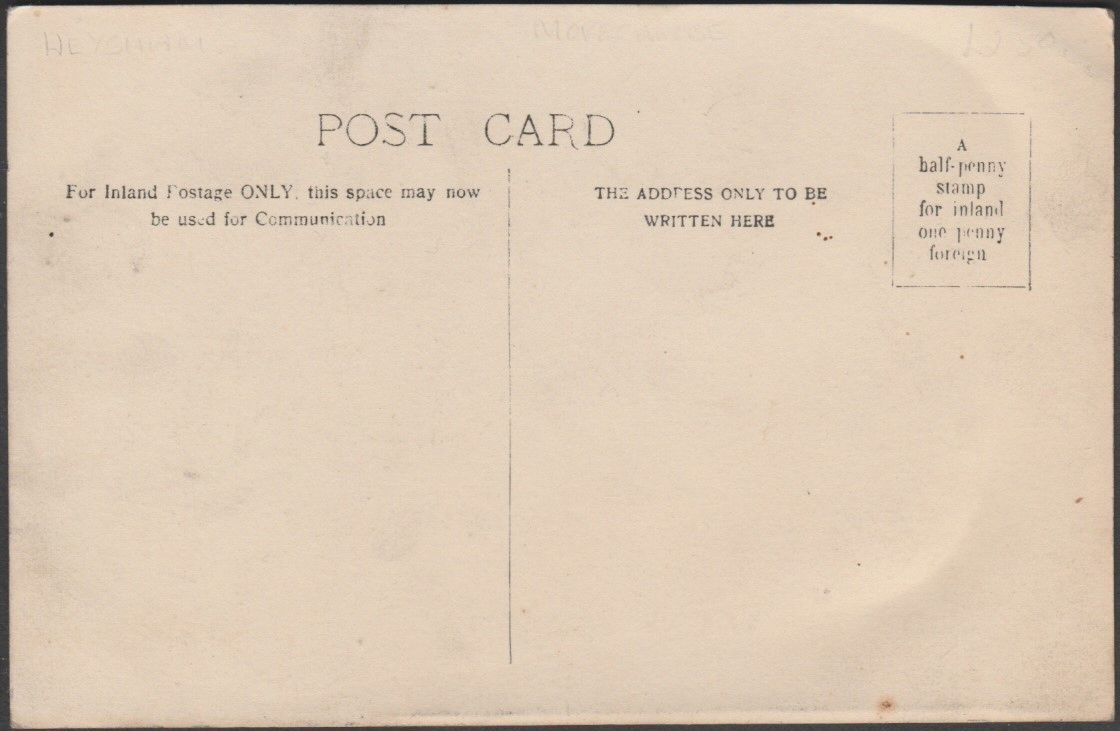 HEYSHAM
POST CARD
For Inland Postage ONLY, this space may now
be used for Communication
THE ADDRESS ONLY TO BE
WRITTEN HERE
A
half-penny
stamp
for inland
one penny
foreign